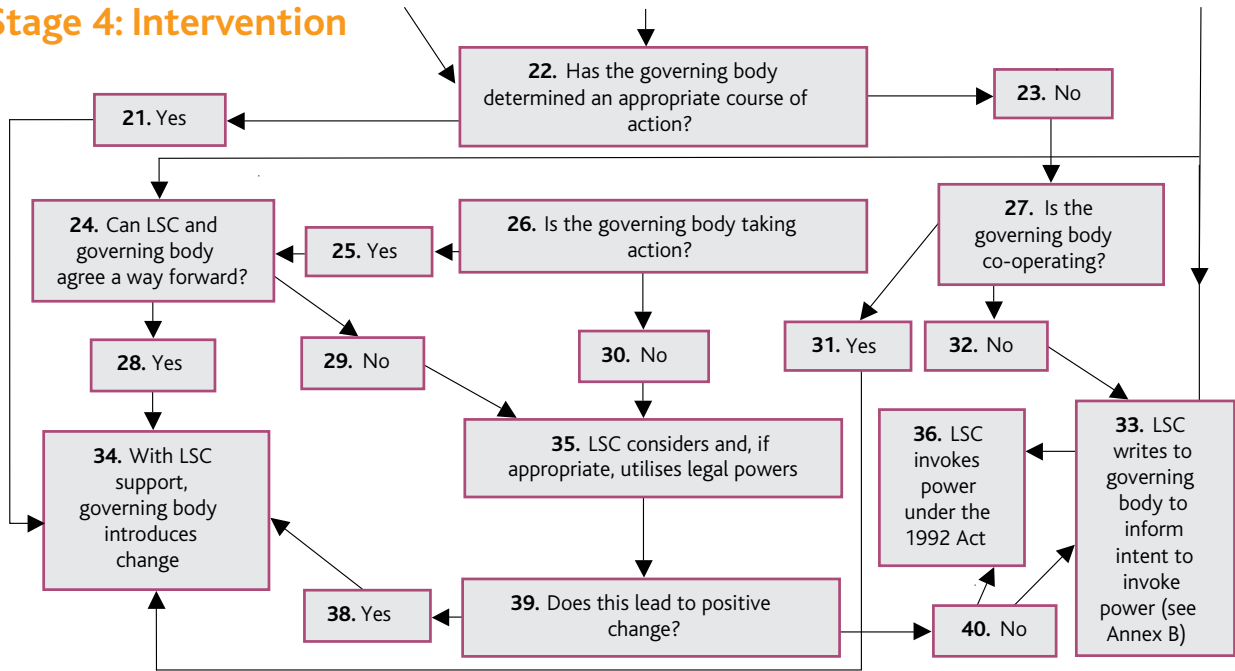 Stage 4: Intervention
22. Has the governing body
determined an appropriate course of
action?
23. No
21. Yes
24. Can LSC and
governing body
agree a way forward?
25. Yes
26. Is the governing body taking
action?
27. Is the
governing body
co-operating?
28. Yes
29. No
30. No
31. Yes
32. No
33. LSC
writes to
governing
body to
inform
intent to
invoke
power (see
Annex B)
34. With LSC
support,
governing body
introduces
change
35. LSC considers and, if
appropriate, utilises legal powers
36. LSC
invokes
power
under the
1992 Act
38. Yes
39. Does this lead to positive
change?
40. No